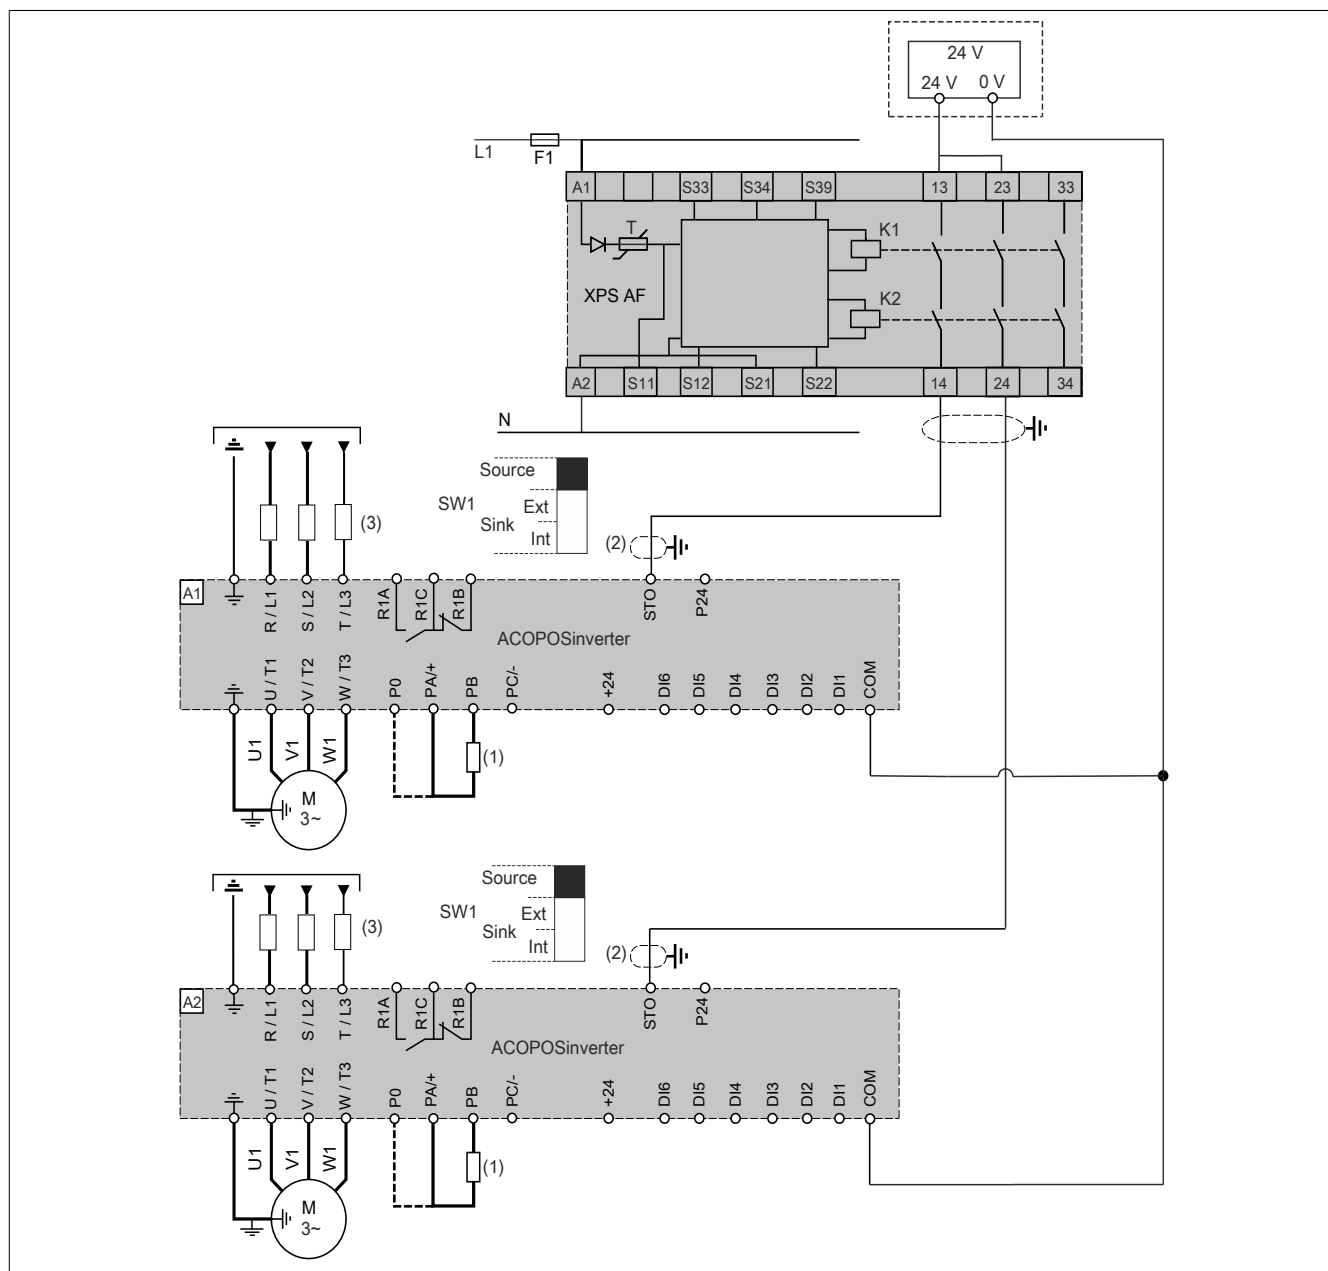 24 V
24 V 0 V
L1
F1
A1 S33 S34 S39 13 23 33
T
K1
XPS AF
K2
A2 S11 S12 S21 S22 14 24 34
N
Source
SW1
Ext
Sink
Int
(3)
(2)
A1
R / L1
S / L2
T / L3
R1A
R1C
R1B
STO
P24
ACOPOSinverter
U / T1
V / T2
W / T3
P0
PA/+
PB
PC/-
+24
DI6
DI5
DI4
DI3
DI2
DI1
COM
U1
V1
W1
(1)
M
3~
Source
SW1
Ext
Sink
Int
(3)
(2)
A2
R / L1
S / L2
T / L3
R1A
R1C
R1B
STO
P24
ACOPOSinverter
U / T1
V / T2
W / T3
P0
PA/+
PB
PC/-
+24
DI6
DI5
DI4
DI3
DI2
DI1
COM
U1
V1
W1
(1)
M
3~